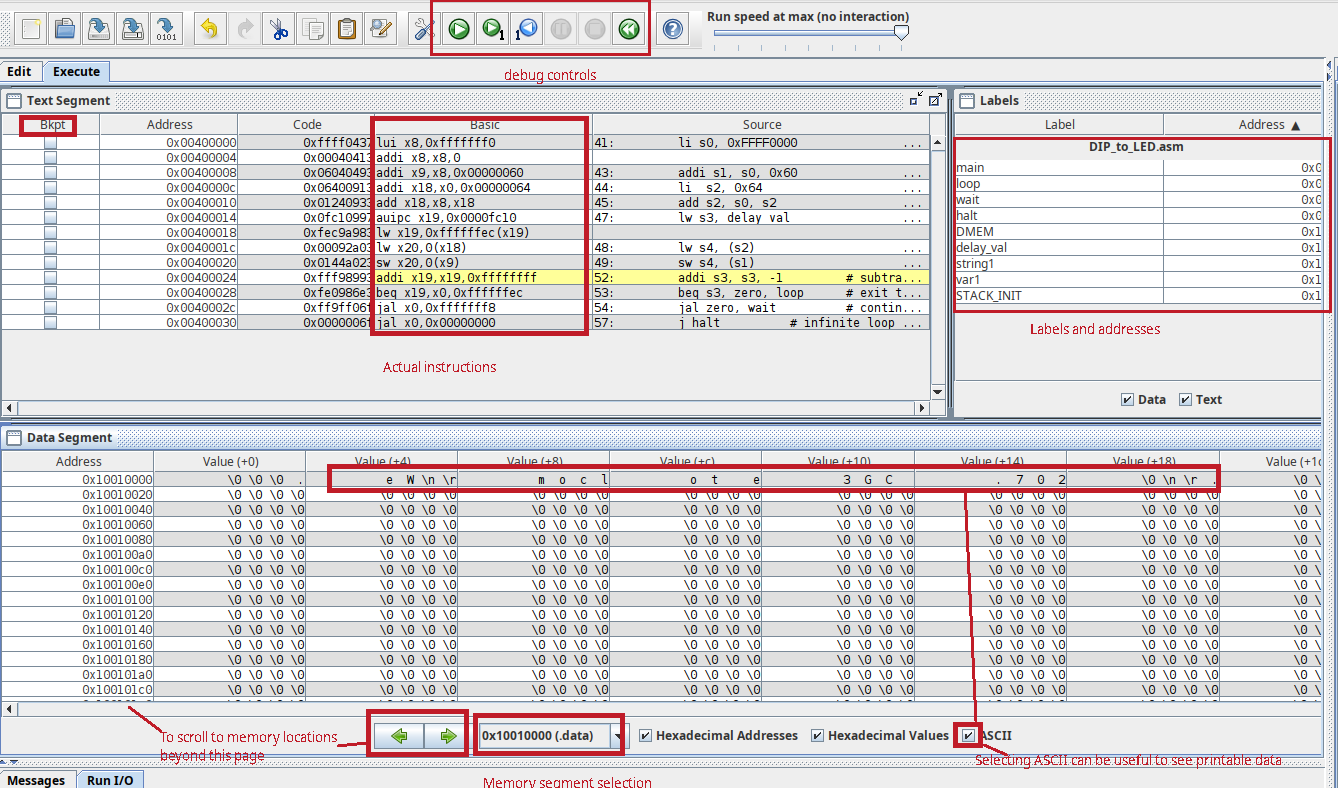 Run speed at max (no interaction)
0101
1
1
Edit Execute
debug controls
Text Segment
Bkpt Address Code Basic Source
0x00400000 0xffff0437 lui x8,0xfffffff0 41: li s0, 0xFFFF0000 ...
0x00400004 0x00040413 addi x8,x8,0
0x00400008 0x06040493 addi x9,x8,0x00000060 43: addi s1, s0, 0x60 ...
0x0040000c 0x06400913 addi x18,x0,0x00000064 44: li s2, 0x64 ...
0x00400010 0x01240933 add x18,x8,x18 45: add s2, s0, s2 ...
0x00400014 0x0fc10997 auipc x19,0x0000fc10 47: lw s3, delay_val ...
0x00400018 0xfec9a983 lw x19,0xffffffec(x19)
0x0040001c 0x00092a03 lw x20,0(x18) 48: lw s4, (s2) ...
0x00400020 0x0144a023 sw x20,0(x9) 49: sw s4, (s1) ...
0x00400024 0xfff98993 addi x19,x19,0xffffffff 52: addi s3, s3, -1 # subtra...
0x00400028 0xfe0986e3 beq x19,x0,0xffffffec 53: beq s3, zero, loop # exit t...
0x0040002c 0xff9ff06f jal x0,0xfffffff8 54: jal zero, wait # contin...
0x00400030 0x0000006f jal x0,0x00000000 57: j halt # infinite loop ...
Actual instructions
Labels
Label Address ▲
DIP_to_LED.asm
main 0x0
loop 0x0
wait 0x0
halt 0x0
DMEM 0x1
delay_val 0x1
string1 0x1
var1 0x1
STACK_INIT 0x1
Labels and addresses
Data Text
Data Segment
Address Value (+0) Value (+4) Value (+8) Value (+c) Value (+10) Value (+14) Value (+18) Value (+1c
0x10010000 \0 \0 \0 . e W \n \r m o c l o t e 3 G C . 7 0 2 \0 \n \r . \0 \
0x10010020 \0 \0 \0 \0 \0 \0 \0 \0 \0 \0 \0 \0 \0 \0 \0 \0 \0 \0 \0 \0 \0 \0 \0 \0 \0 \0 \0 \0 \0 \
0x10010040 \0 \0 \0 \0 \0 \0 \0 \0 \0 \0 \0 \0 \0 \0 \0 \0 \0 \0 \0 \0 \0 \0 \0 \0 \0 \0 \0 \0 \0 \
0x10010060 \0 \0 \0 \0 \0 \0 \0 \0 \0 \0 \0 \0 \0 \0 \0 \0 \0 \0 \0 \0 \0 \0 \0 \0 \0 \0 \0 \0 \0 \
0x10010080 \0 \0 \0 \0 \0 \0 \0 \0 \0 \0 \0 \0 \0 \0 \0 \0 \0 \0 \0 \0 \0 \0 \0 \0 \0 \0 \0 \0 \0 \
0x100100a0 \0 \0 \0 \0 \0 \0 \0 \0 \0 \0 \0 \0 \0 \0 \0 \0 \0 \0 \0 \0 \0 \0 \0 \0 \0 \0 \0 \0 \0 \
0x100100c0 \0 \0 \0 \0 \0 \0 \0 \0 \0 \0 \0 \0 \0 \0 \0 \0 \0 \0 \0 \0 \0 \0 \0 \0 \0 \0 \0 \0 \0 \
0x100100e0 \0 \0 \0 \0 \0 \0 \0 \0 \0 \0 \0 \0 \0 \0 \0 \0 \0 \0 \0 \0 \0 \0 \0 \0 \0 \0 \0 \0 \0 \
0x10010100 \0 \0 \0 \0 \0 \0 \0 \0 \0 \0 \0 \0 \0 \0 \0 \0 \0 \0 \0 \0 \0 \0 \0 \0 \0 \0 \0 \0 \0 \
0x10010120 \0 \0 \0 \0 \0 \0 \0 \0 \0 \0 \0 \0 \0 \0 \0 \0 \0 \0 \0 \0 \0 \0 \0 \0 \0 \0 \0 \0 \0 \
0x10010140 \0 \0 \0 \0 \0 \0 \0 \0 \0 \0 \0 \0 \0 \0 \0 \0 \0 \0 \0 \0 \0 \0 \0 \0 \0 \0 \0 \0 \0 \
0x10010160 \0 \0 \0 \0 \0 \0 \0 \0 \0 \0 \0 \0 \0 \0 \0 \0 \0 \0 \0 \0 \0 \0 \0 \0 \0 \0 \0 \0 \0 \
0x10010180 \0 \0 \0 \0 \0 \0 \0 \0 \0 \0 \0 \0 \0 \0 \0 \0 \0 \0 \0 \0 \0 \0 \0 \0 \0 \0 \0 \0 \0 \
0x100101a0 \0 \0 \0 \0 \0 \0 \0 \0 \0 \0 \0 \0 \0 \0 \0 \0 \0 \0 \0 \0 \0 \0 \0 \0 \0 \0 \0 \0 \0 \
0x100101c0 \0 \0 \0 \0 \0 \0 \0 \0 \0 \0 \0 \0 \0 \0 \0 \0 \0 \0 \0 \0 \0 \0 \0 \0 \0 \0 \0 \0 \0 \
To scroll to memory locations
beyond this page
0x10010000 (.data) Hexadecimal Addresses Hexadecimal Values ASCII
Selecting ASCII can be useful to see printable data
Messages Run I/O
Memory segment selection